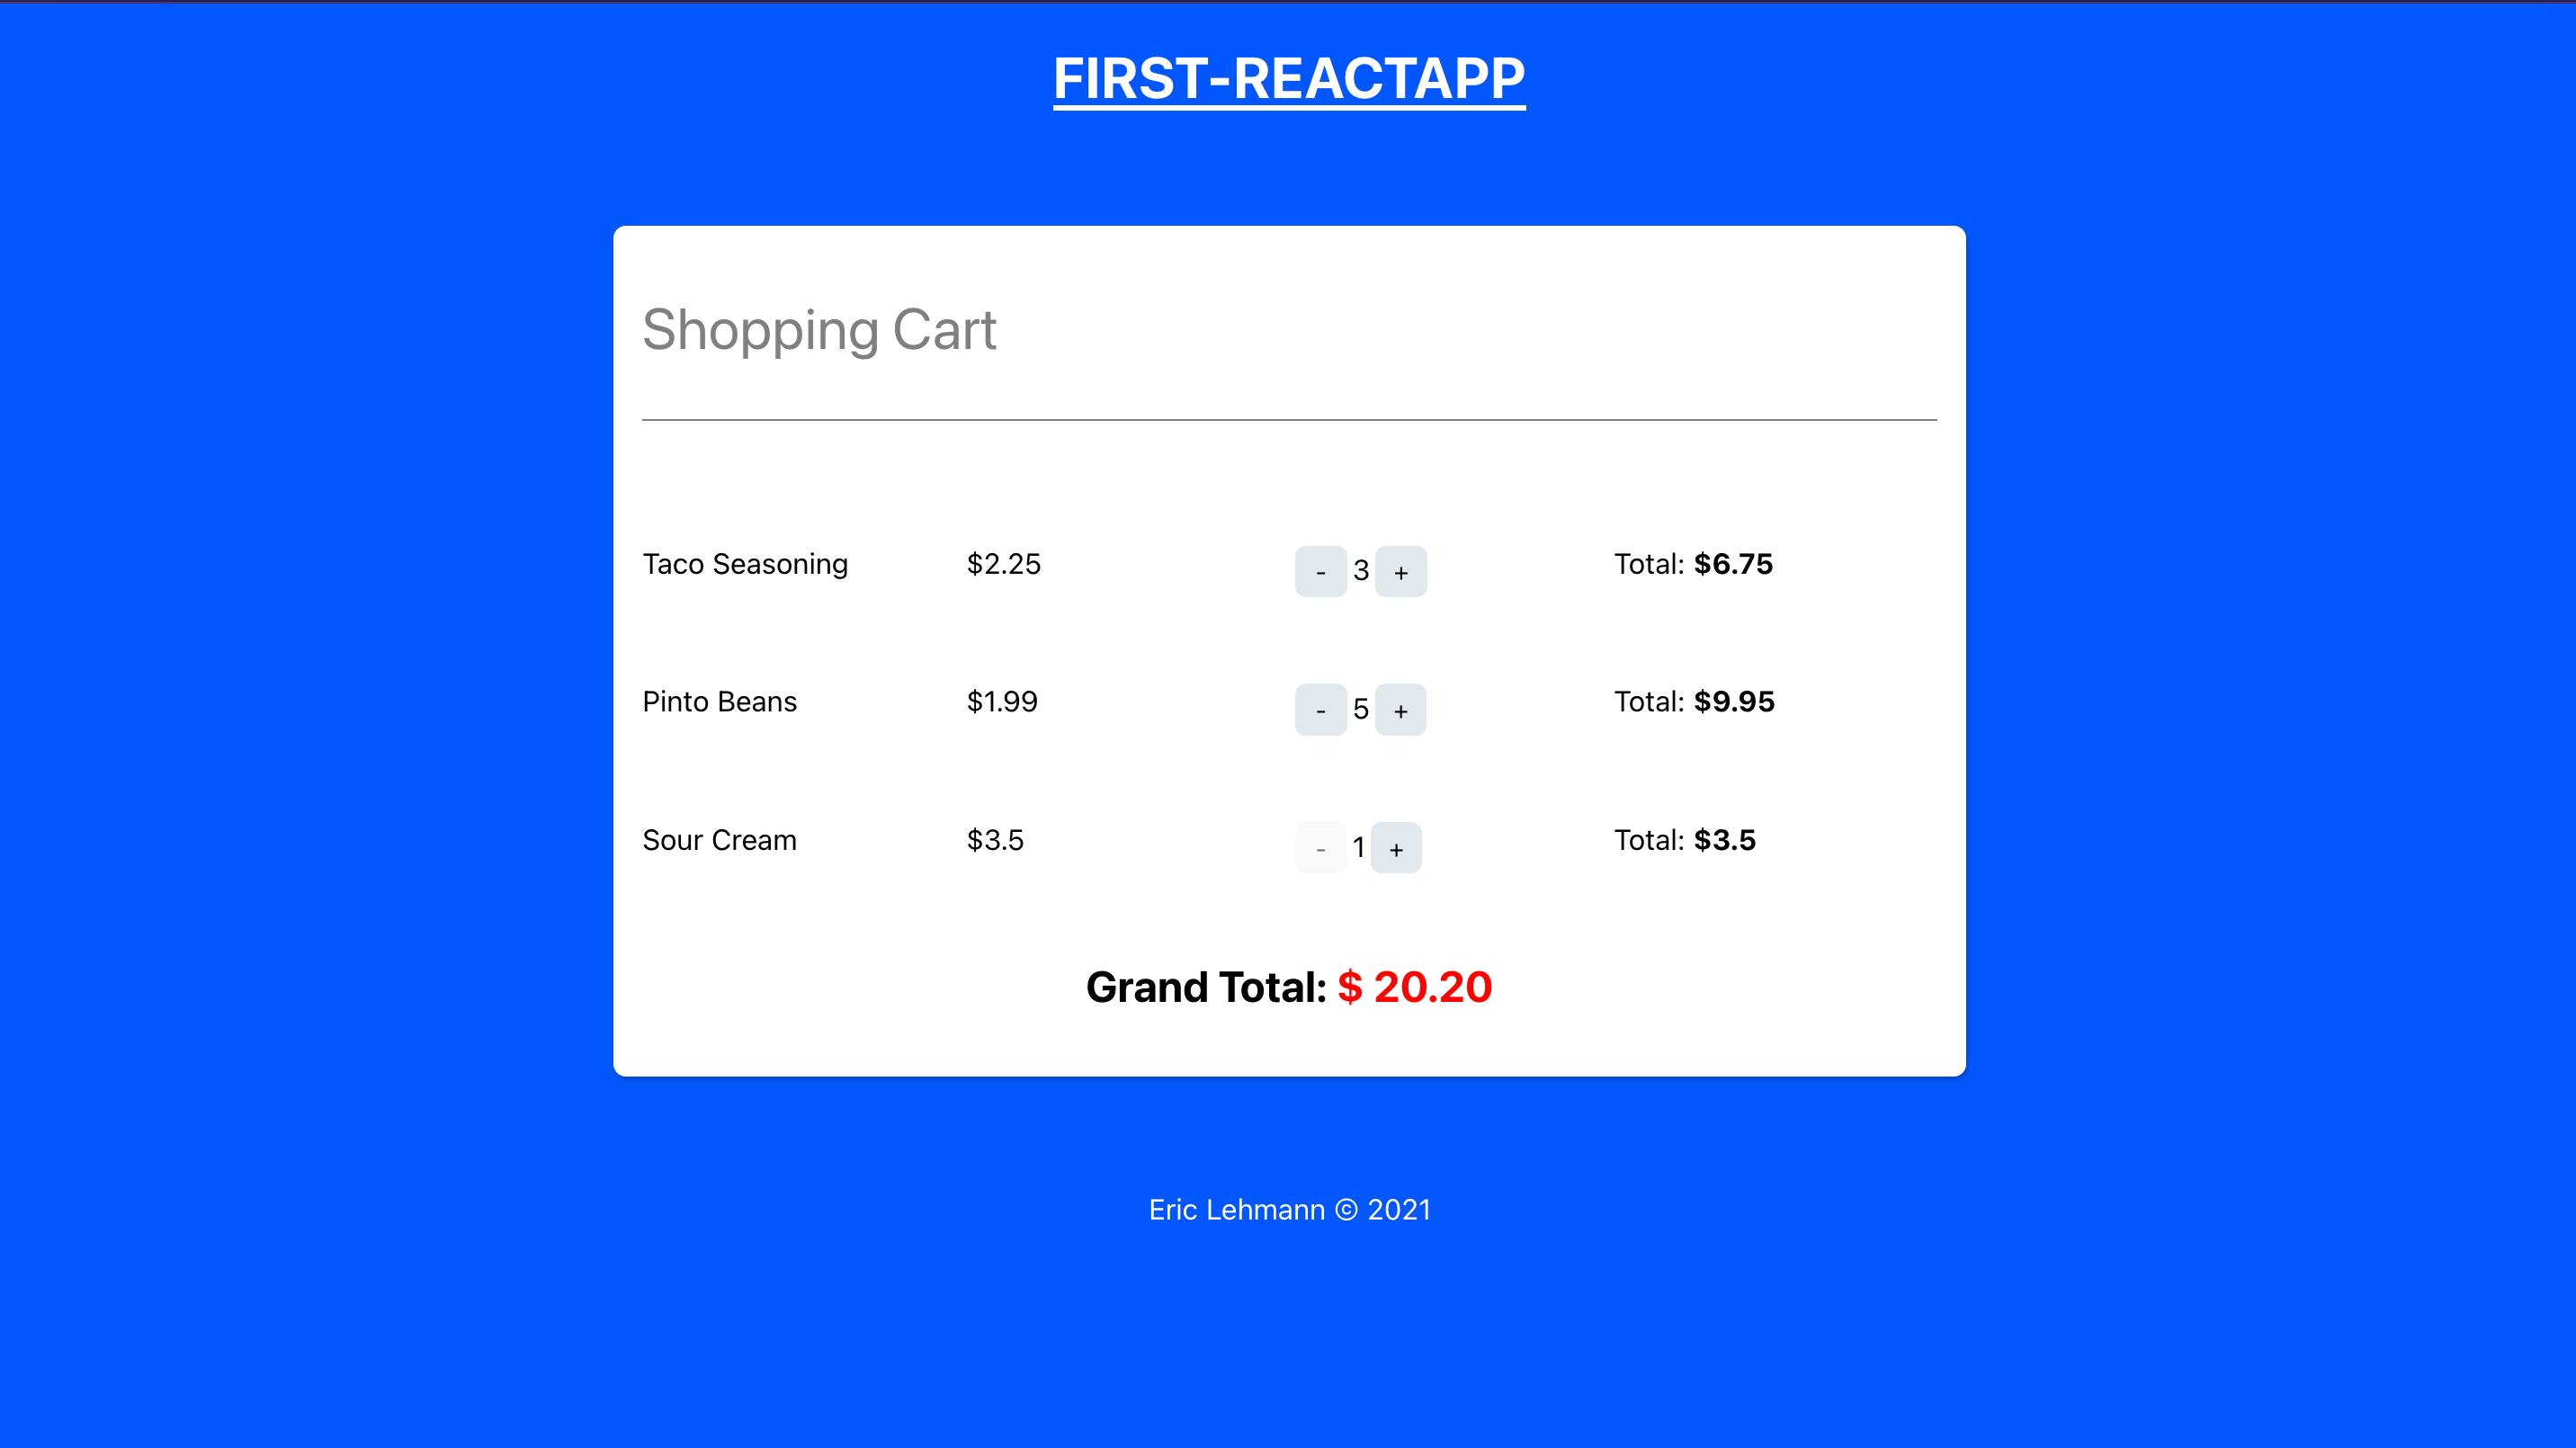 FIRST-REACTAPP
Shopping Cart
Taco Seasoning $2.25 - 3 + Total: $6.75
Pinto Beans $1.99 - 5 + Total: $9.95
Sour Cream $3.5 - 1 + Total: $3.5
Grand Total: $ 20.20
Eric Lehmann © 2021